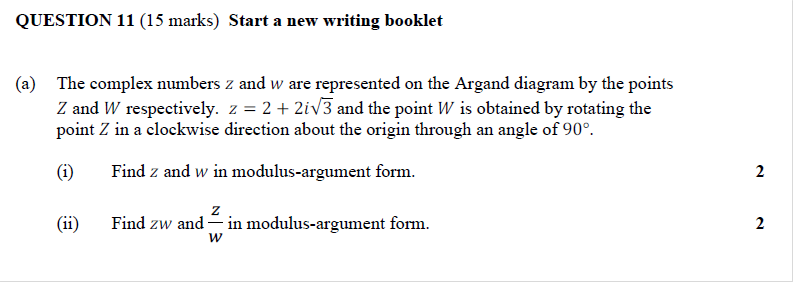 QUESTION 11 (15 marks) Start a new writing booklet
(a) The complex numbers z and w are represented on the Argand diagram by the points
Z and W respectively. z = 2 + 2i√3 and the point W is obtained by rotating the
point Z in a clockwise direction about the origin through an angle of 90°.
(i) Find z and w in modulus-argument form. 2
(ii) Find zw and z/w in modulus-argument form. 2